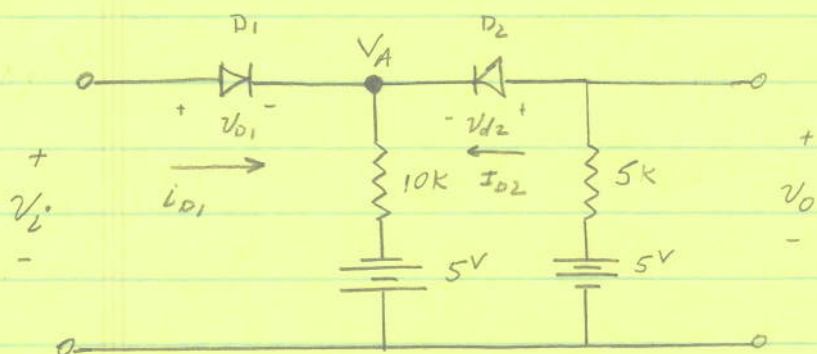 D1 VA D2
+ - - +
vD1 vd2
+ iD1 10K ID2 5K +
vi vO
- -
5V 5V